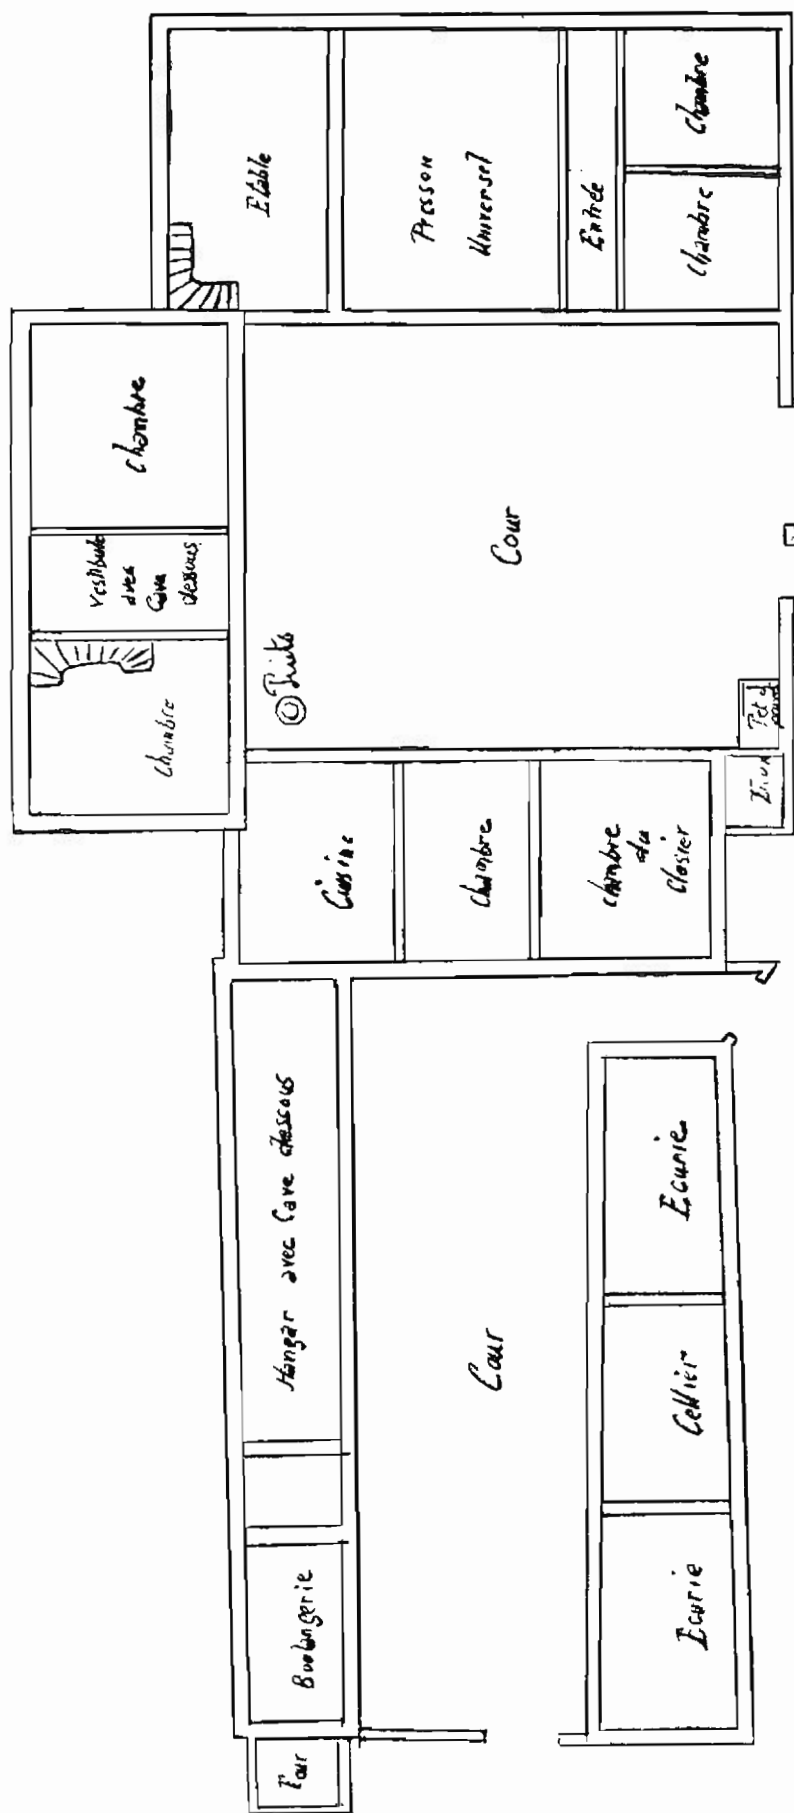 Etable
Pressoir
Universel
Entrée
Chambre
Chambre
Chambre
Vestibule
avec
Cave
dessous
Chambre
Cour
Puits
Cuisine
Chambre
Chambre
du
Closier
Hangar avec Cave dessous
Cour
Ecurie
Cellier
Ecurie
Boulangerie
Four